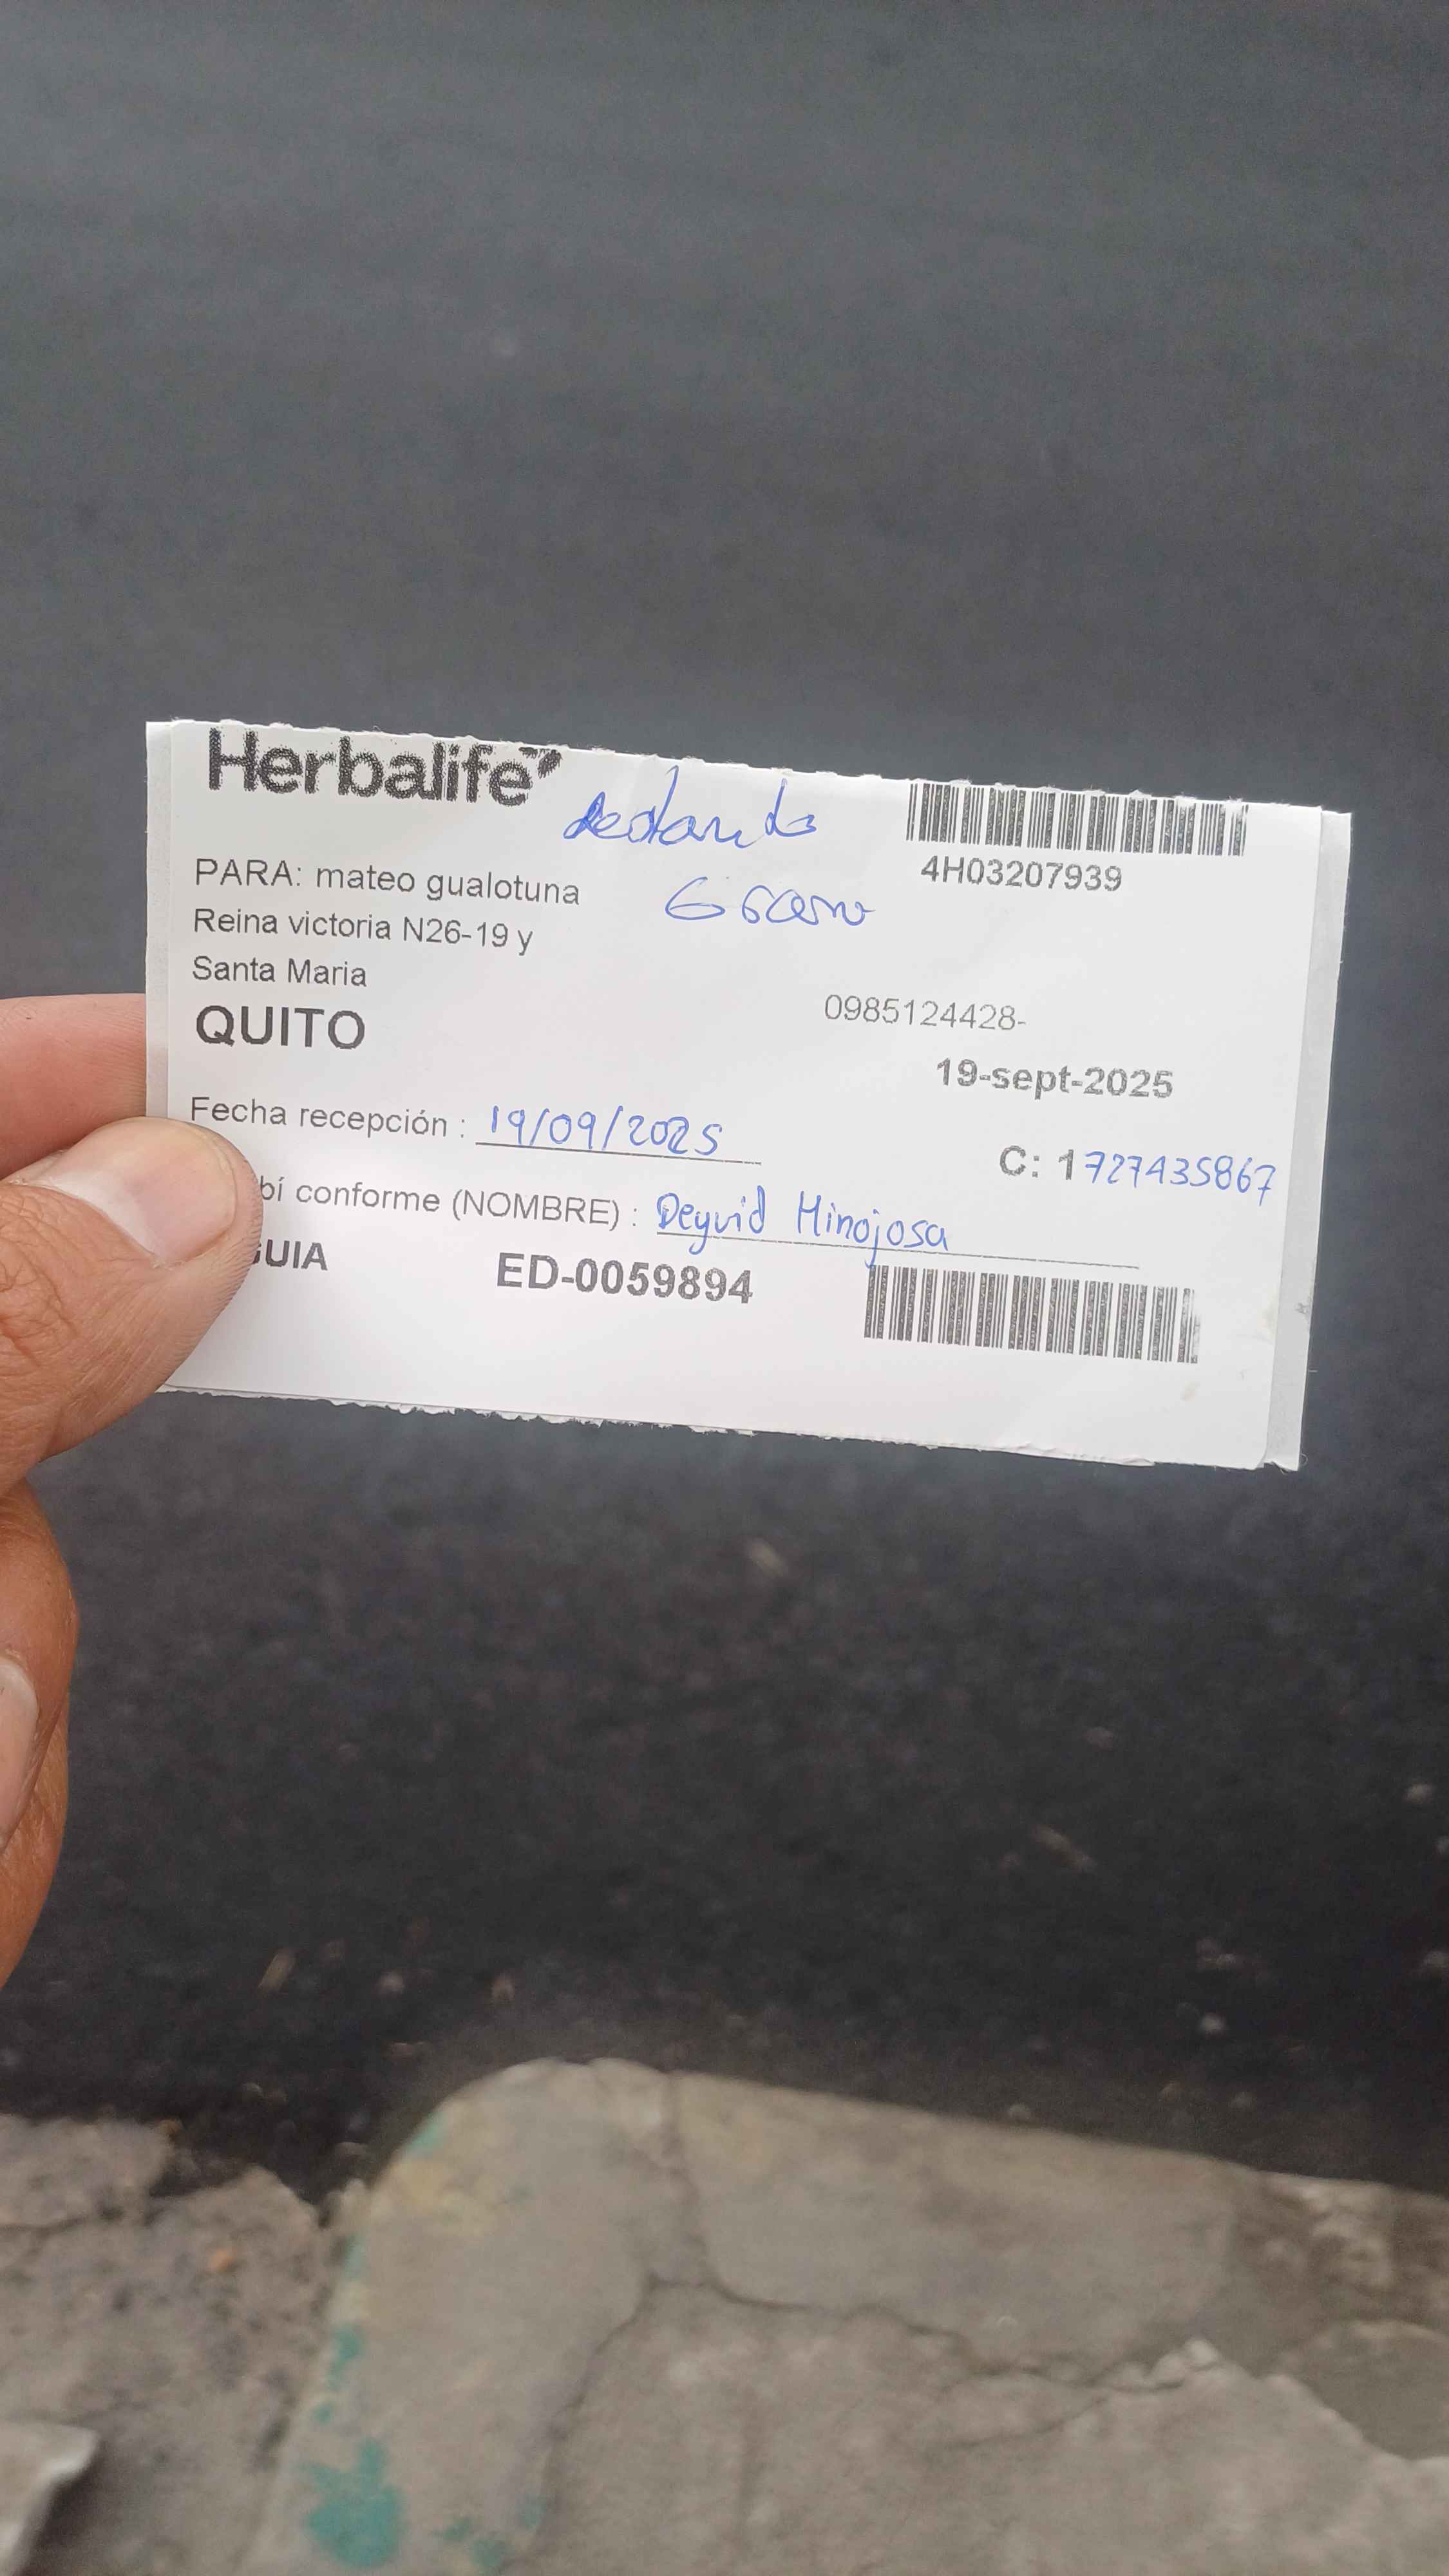 Herbalife
4H03207939
PARA: mateo gualotuna
Reina victoria N26-19 y
Santa Maria
QUITO
0985124428-
19-sept-2025
Fecha recepción : 19/09/2025
C: 1727435867
bí conforme (NOMBRE) : Deyvid Hinojosa
GUIA ED-0059894